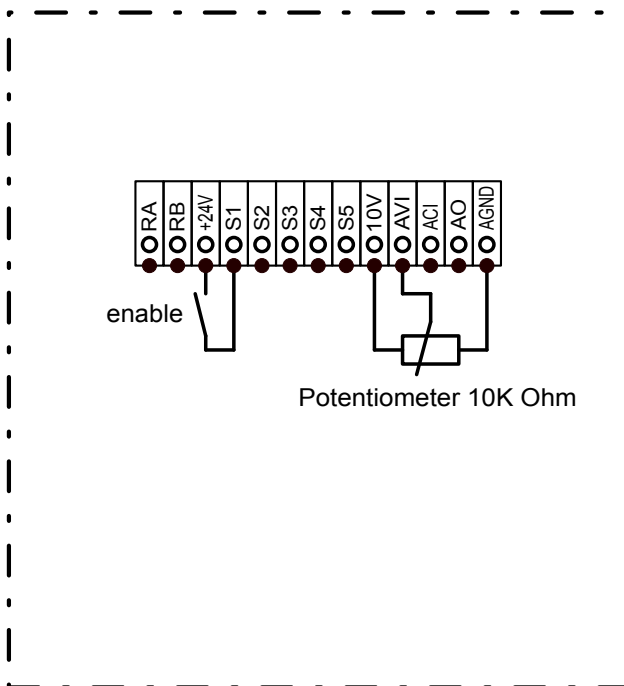 RA RB +24V S1 S2 S3 S4 S5 10V AVI ACI AO AGND
enable
Potentiometer 10K Ohm